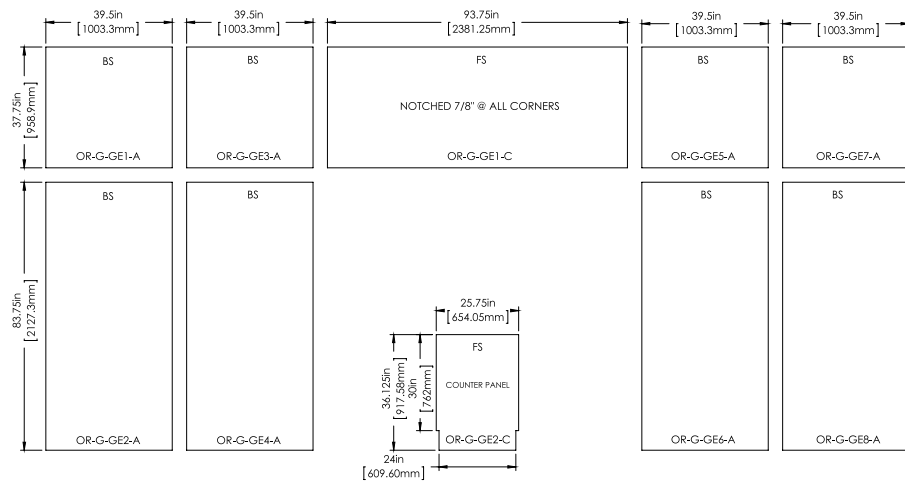 39.5in
[1003.3mm]
39.5in
[1003.3mm]
93.75in
[2381.25mm]
39.5in
[1003.3mm]
39.5in
[1003.3mm]
37.75in
[958.9mm]
BS
OR-G-GE1-A
BS
OR-G-GE3-A
FS
NOTCHED 7/8" @ ALL CORNERS
OR-G-GE1-C
BS
OR-G-GE5-A
BS
OR-G-GE7-A
83.75in
[2127.3mm]
BS
OR-G-GE2-A
BS
OR-G-GE4-A
25.75in
[654.05mm]
36.125in
[917.58mm]
30in
[762mm]
FS
COUNTER PANEL
OR-G-GE2-C
24in
[609.60mm]
BS
OR-G-GE6-A
BS
OR-G-GE8-A